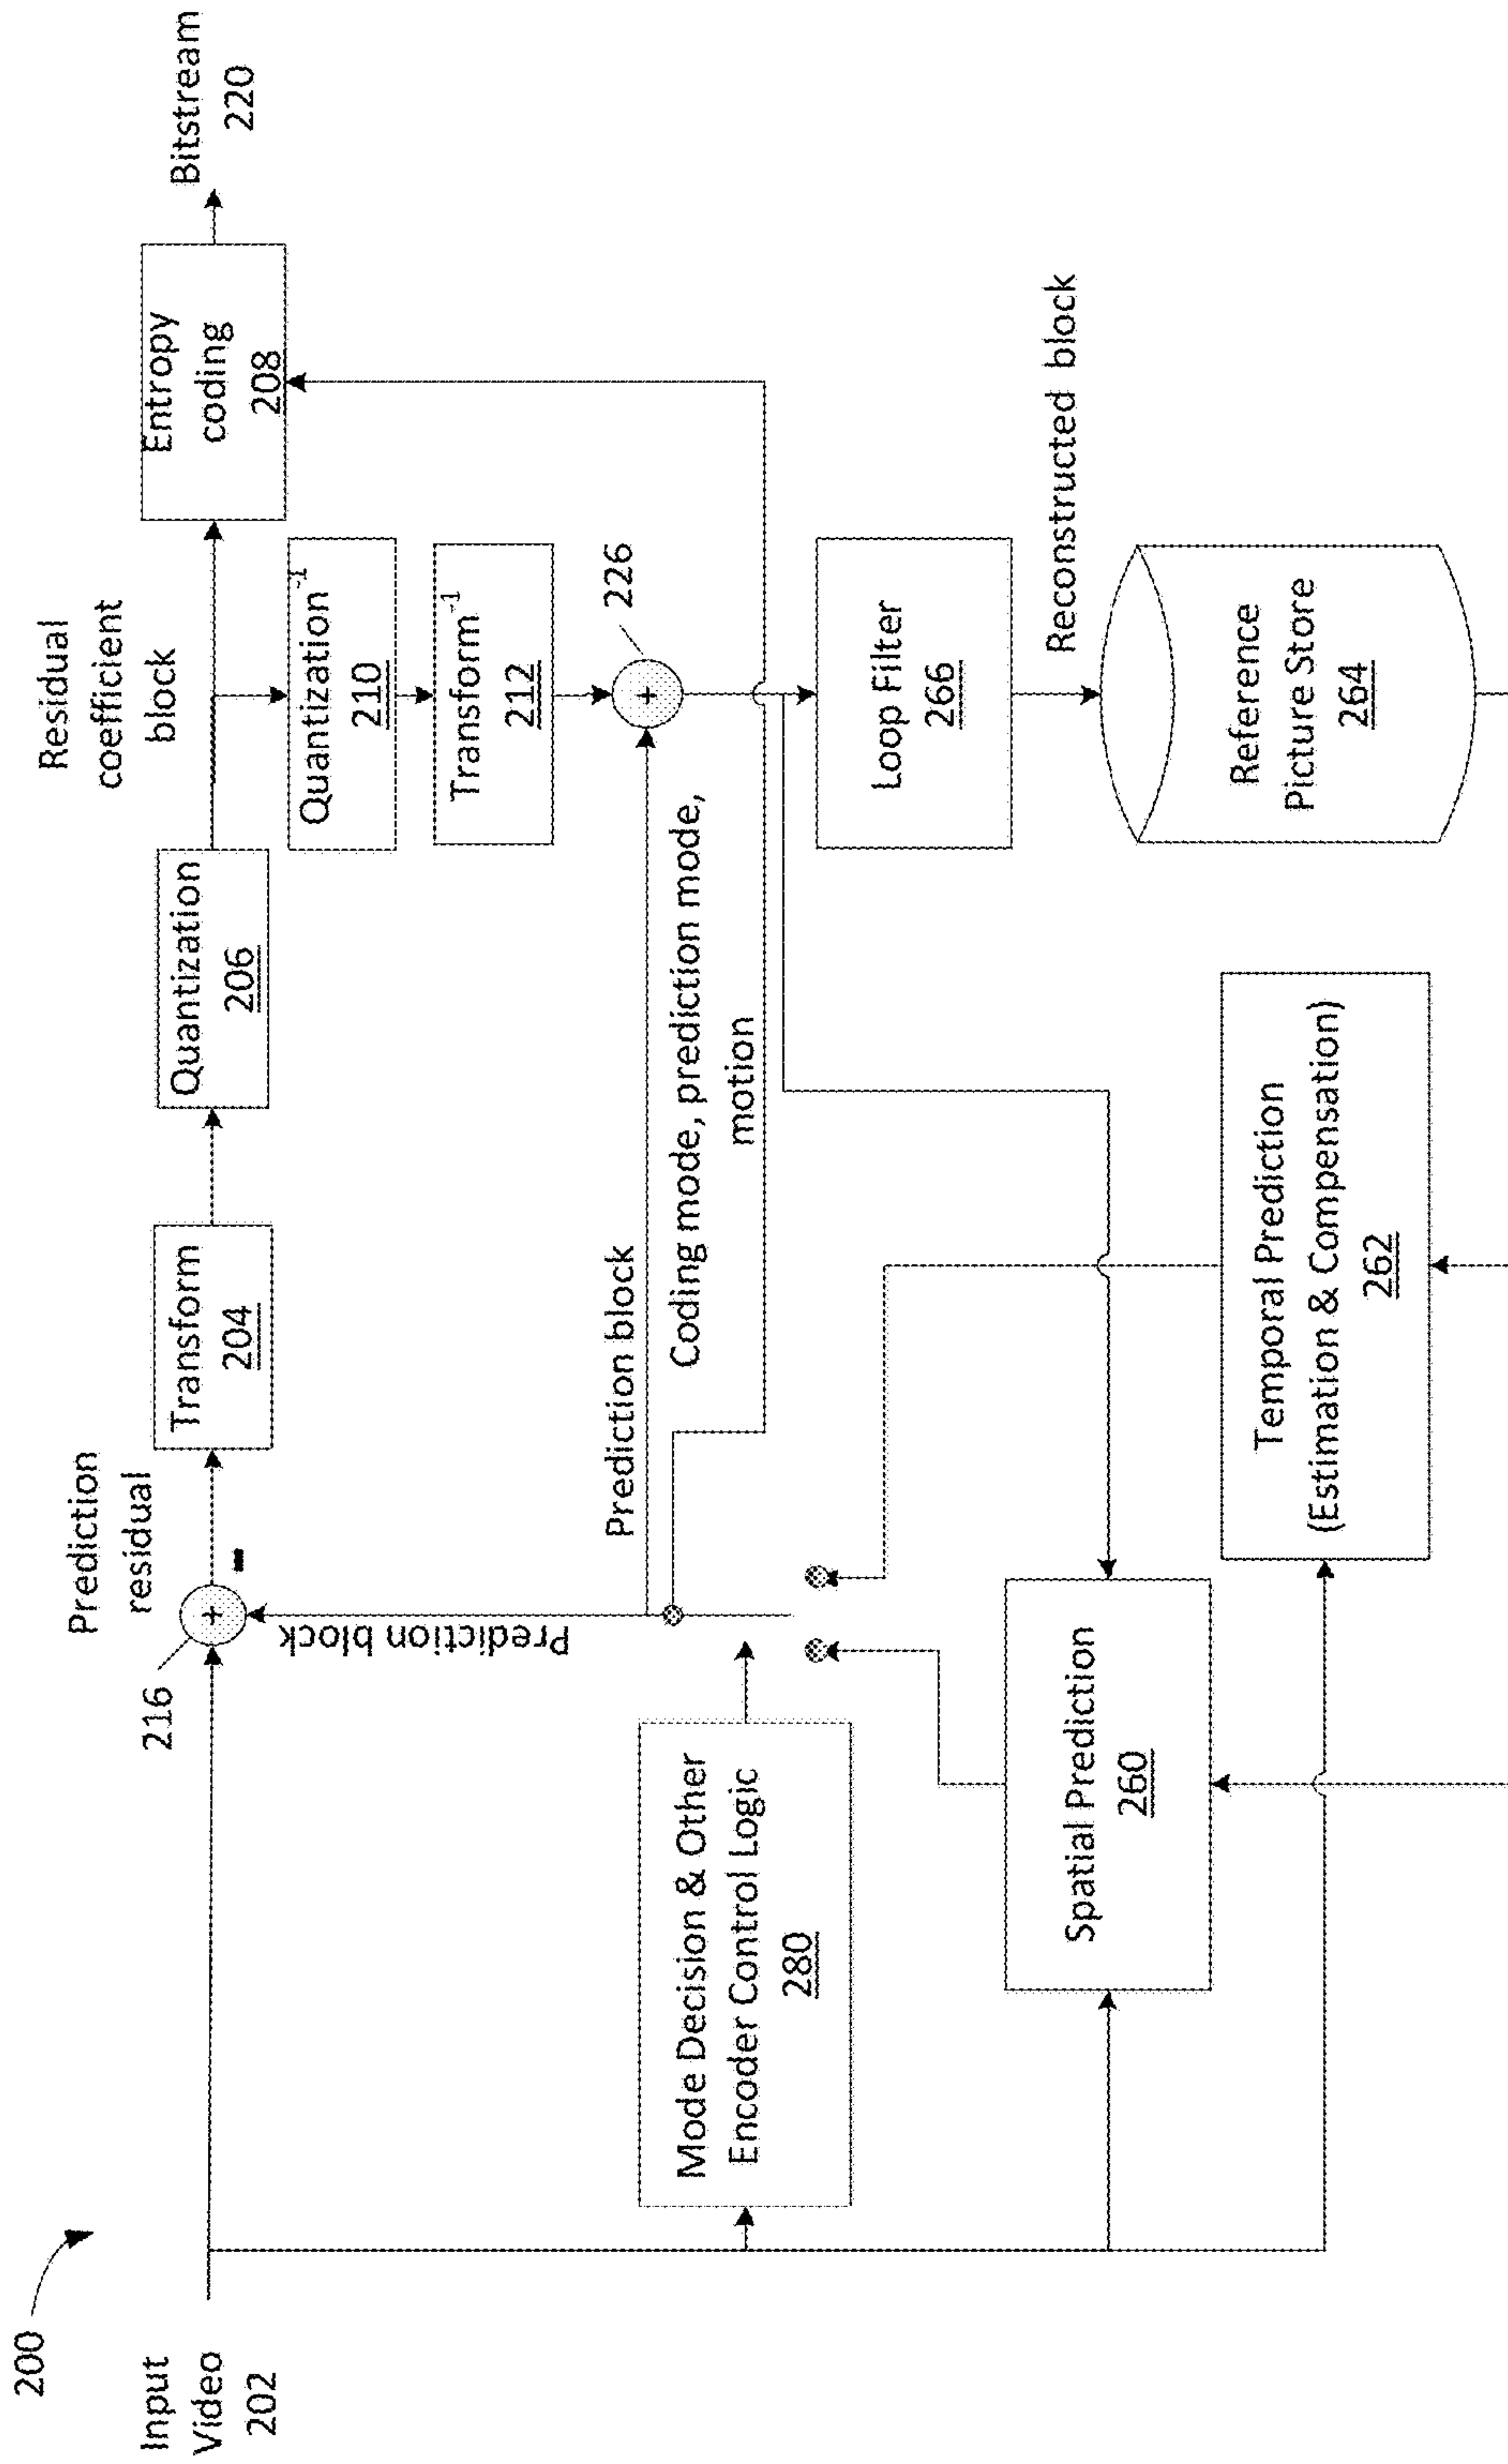 200
Input
Video
202
216
Prediction
residual
Transform
204
Quantization
206
Residual
coefficient
block
Entropy
coding
208
Bitstream
220
Quantization-1
210
Transform-1
212
226
+
+
-
Prediction block
Prediction block
Coding mode, prediction mode,
motion
Mode Decision & Other
Encoder Control Logic
280
Loop Filter
266
Reconstructed block
Spatial Prediction
260
Temporal Prediction
(Estimation & Compensation)
262
Reference
Picture Store
264